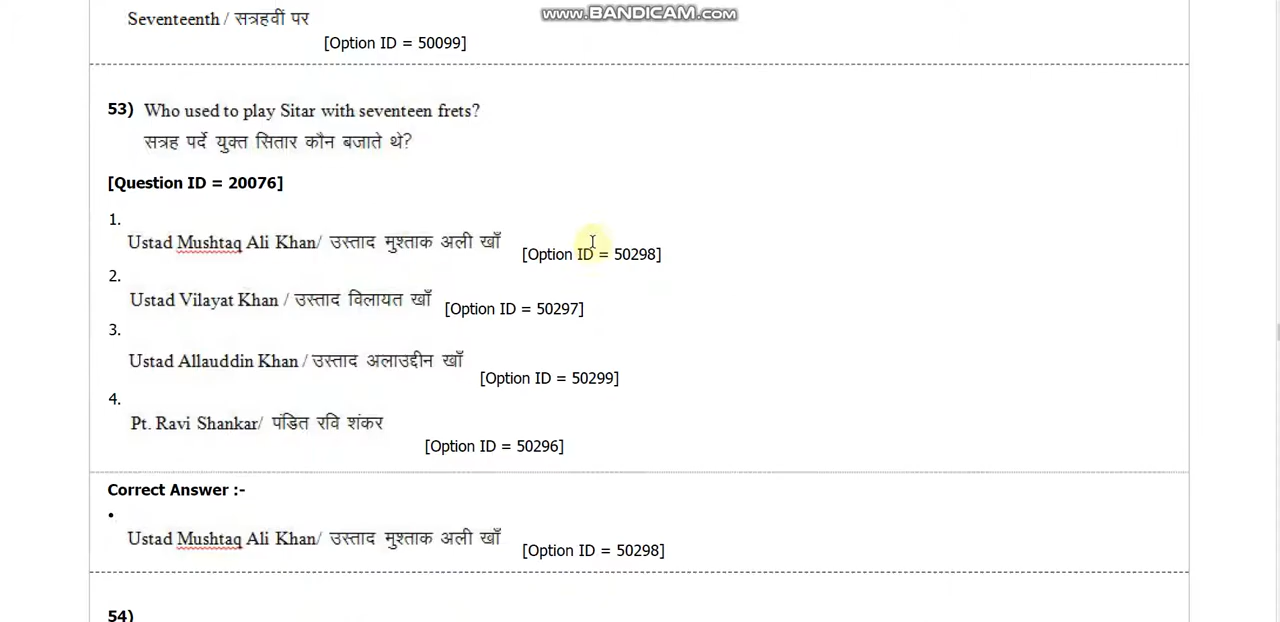 www.BANDICAM.com
Seventeenth / सत्रहवीं पर
[Option ID = 50099]
53) Who used to play Sitar with seventeen frets?
सत्रह पर्दे युक्त सितार कौन बजाते थे?
[Question ID = 20076]
1.
Ustad Mushtaq Ali Khan/ उस्ताद मुश्ताक अली खाँ [Option ID = 50298]
2.
Ustad Vilayat Khan / उस्ताद विलायत खाँ [Option ID = 50297]
3.
Ustad Allauddin Khan / उस्ताद अलाउद्दीन खाँ [Option ID = 50299]
4.
Pt. Ravi Shankar/ पंडित रवि शंकर [Option ID = 50296]
Correct Answer :-
•
Ustad Mushtaq Ali Khan/ उस्ताद मुश्ताक अली खाँ [Option ID = 50298]
54)